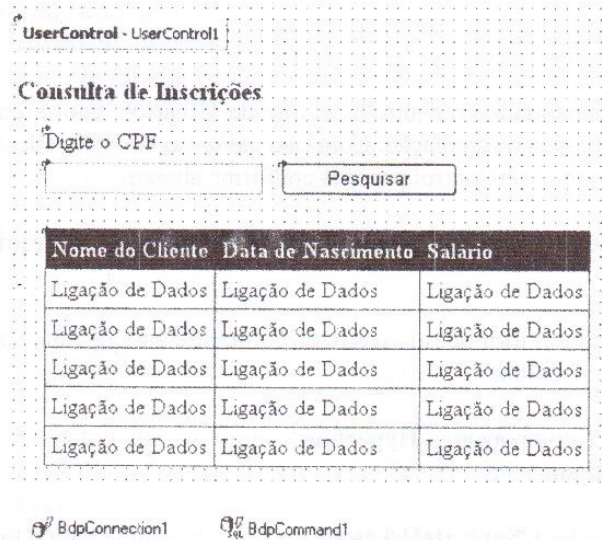 UserControl - UserControl1
Consulta de Inscrições
Digite o CPF
Pesquisar
Nome do Cliente Data de Nascimento Salário
Ligação de Dados Ligação de Dados Ligação de Dados
Ligação de Dados Ligação de Dados Ligação de Dados
Ligação de Dados Ligação de Dados Ligação de Dados
Ligação de Dados Ligação de Dados Ligação de Dados
Ligação de Dados Ligação de Dados Ligação de Dados
BdpConnection1 BdpCommand1